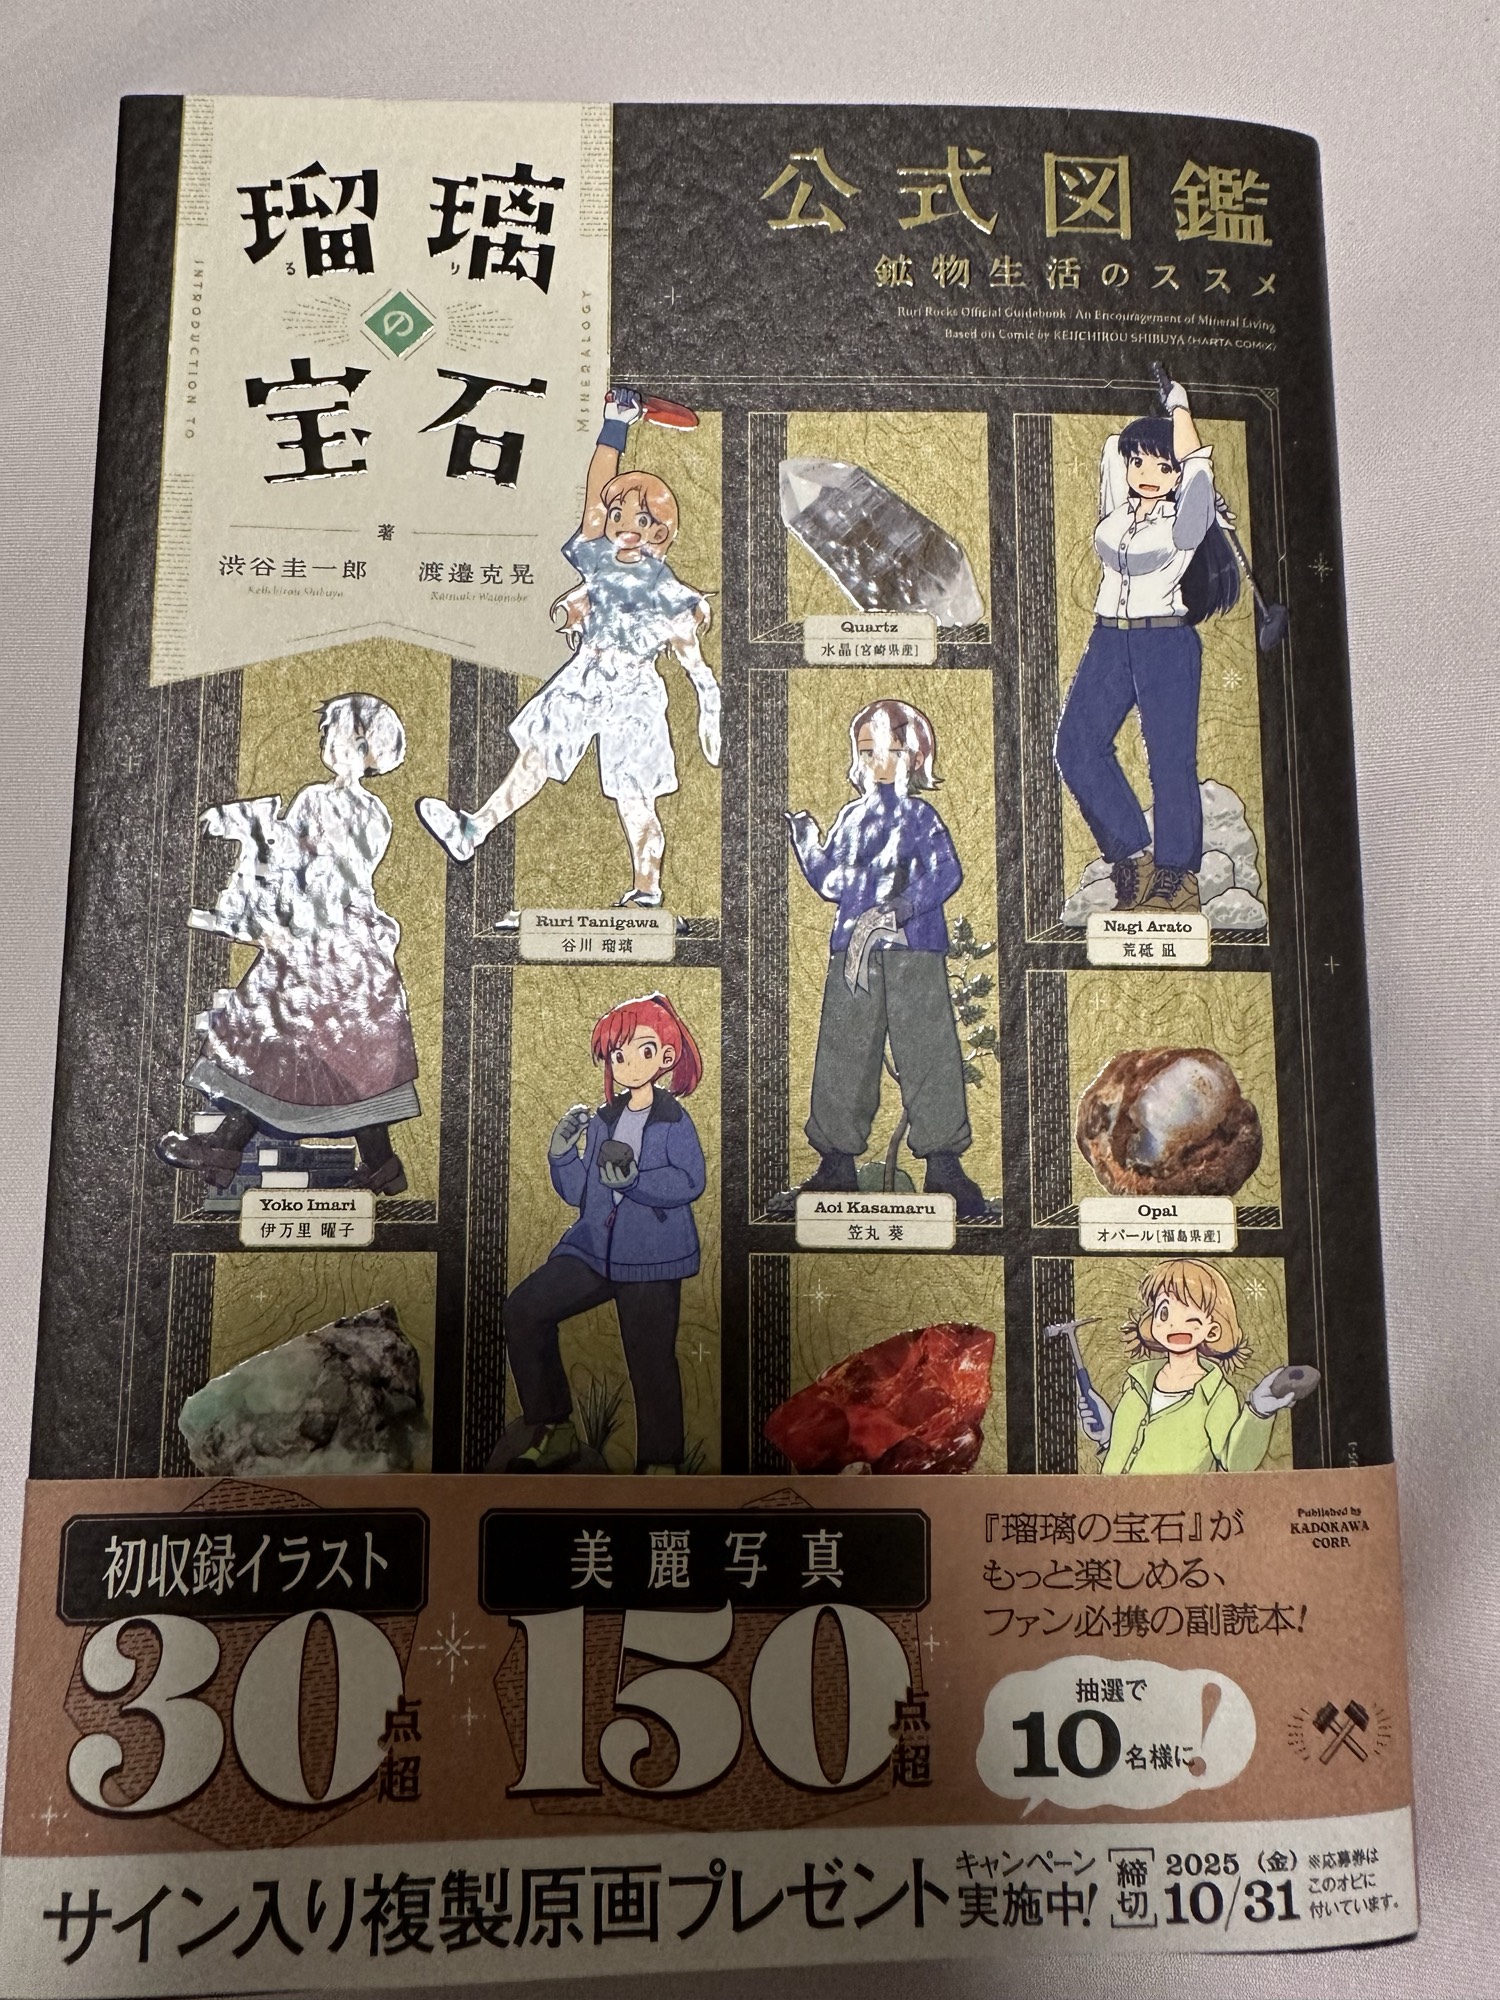 瑠璃
るり
の
宝石
INTRODUCTION TO
MINERALOGY
著
渋谷圭一郎
渡邉克晃
Keiichirou Shibuya
Katsuaki Watanabe
公式図鑑
鉱物生活のススメ
Ruri Rocks Official Guidebook : An Encouragement of Mineral Living
Based on Comic by KEIICHIROU SHIBUYA (HARTA COMIX)
Quartz
水晶[宮崎県産]
Ruri Tanigawa
谷川 瑠璃
Nagi Arato
荒砥 凪
Yoko Imari
伊万里 曜子
Aoi Kasamaru
笠丸 葵
Opal
オパール[福島県産]
初収録イラスト
30点超
美麗写真
150点超
『瑠璃の宝石』が
もっと楽しめる、
ファン必携の副読本!
Published by
KADOKAWA
CORP.
抽選で
10名様に!
サイン入り複製原画プレゼント
キャンペーン
実施中!
[締切]
2025 (金)
10/31
※応募券は
このオビに
付いています。